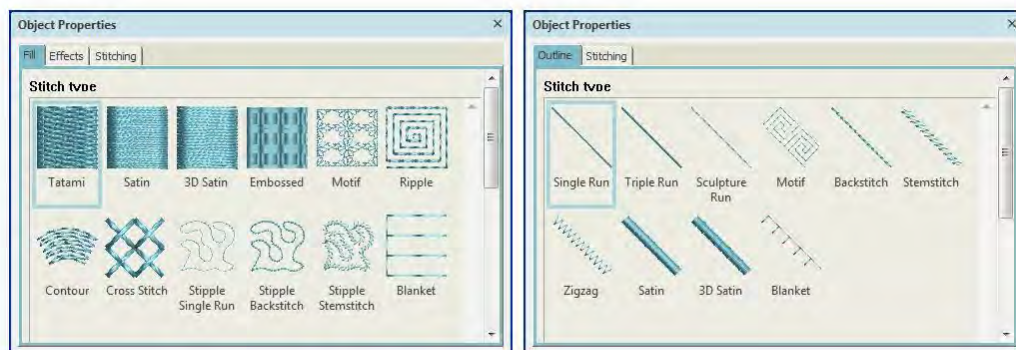 Object Properties
×
Fill Effects Stitching
Stitch type
Tatami Satin 3D Satin Embossed Motif Ripple
Contour Cross Stitch Stipple Single Run Stipple Backstitch Stipple Stemstitch Blanket
Object Properties
×
Outline Stitching
Stitch type
Single Run Triple Run Sculpture Run Motif Backstitch Stemstitch
Zigzag Satin 3D Satin Blanket